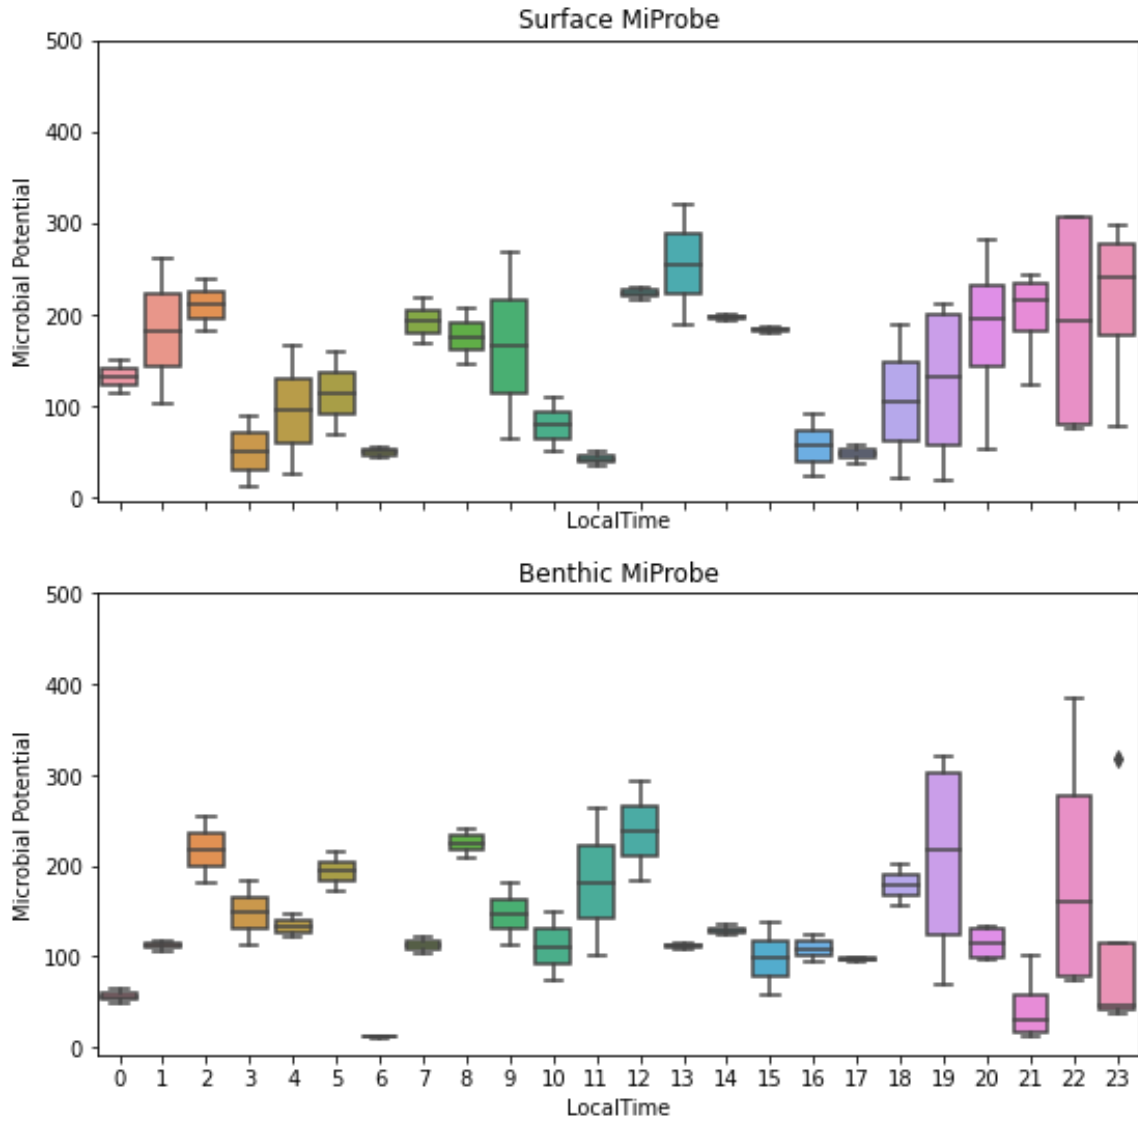 Surface MiProbe
500
400
300
200
100
0
Microbial Potential
LocalTime
Benthic MiProbe
500
400
300
200
100
0
Microbial Potential
0 1 2 3 4 5 6 7 8 9 10 11 12 13 14 15 16 17 18 19 20 21 22 23
LocalTime